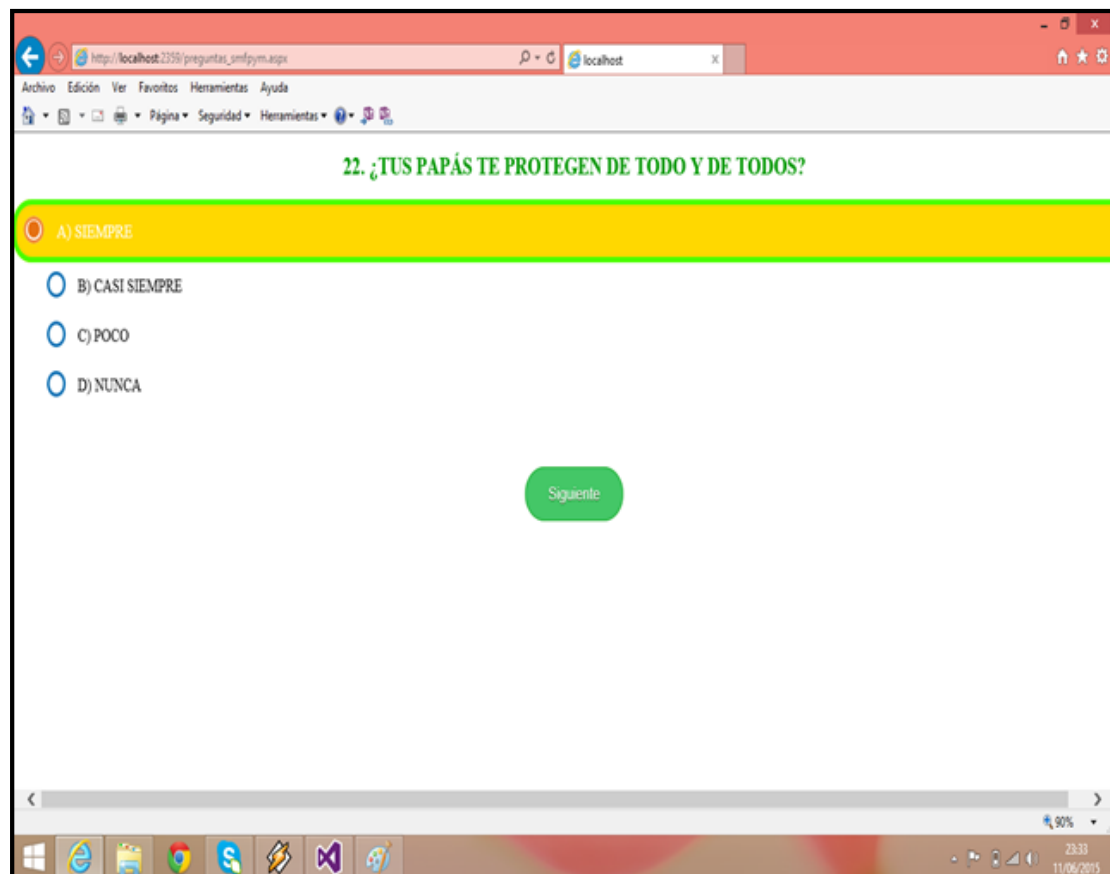 http://localhost:2359/preguntas_smfpym.aspx
localhost
Archivo Edición Ver Favoritos Herramientas Ayuda
Página Seguridad Herramientas
22. ¿TUS PAPÁS TE PROTEGEN DE TODO Y DE TODOS?
A) SIEMPRE
B) CASI SIEMPRE
C) POCO
D) NUNCA
Siguiente
90%
23:33
11/06/2015